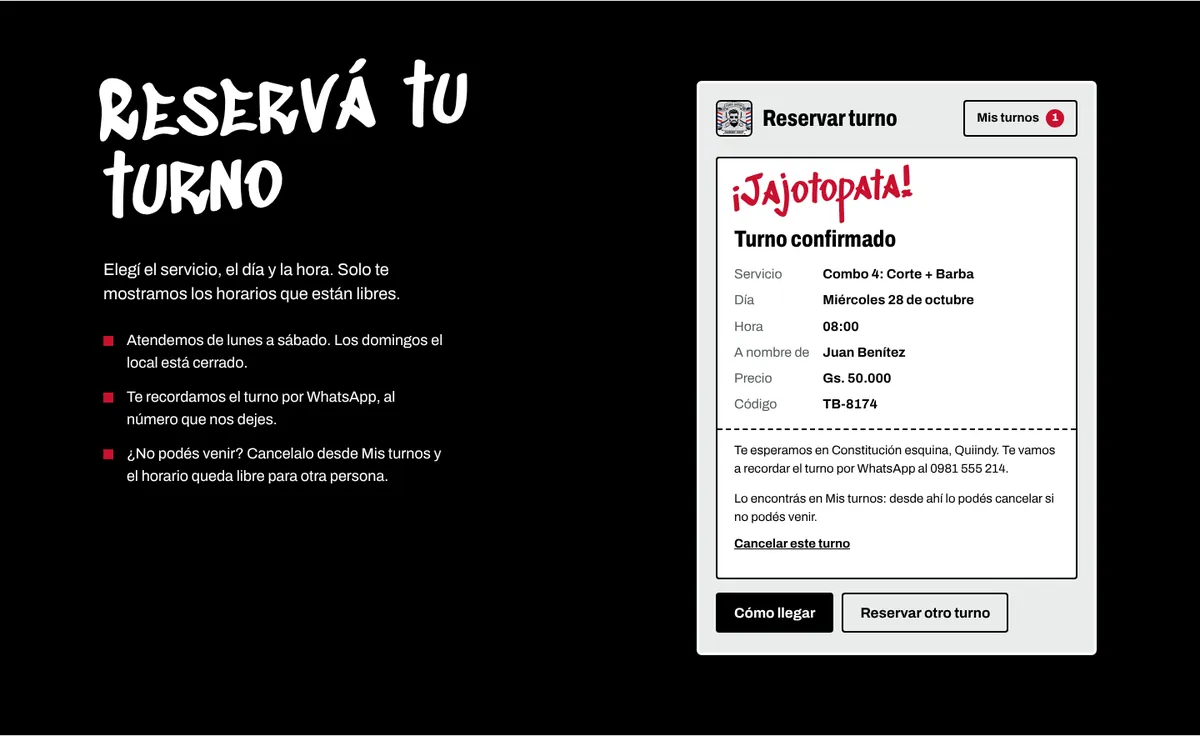 RESERVÁ TU
TURNO
Elegí el servicio, el día y la hora. Solo te
mostramos los horarios que están libres.
Atendemos de lunes a sábado. Los domingos el
local está cerrado.
Te recordamos el turno por WhatsApp, al
número que nos dejes.
¿No podés venir? Cancelalo desde Mis turnos y
el horario queda libre para otra persona.
Reservar turno
Mis turnos 1
¡Jajotopata!
Turno confirmado
Servicio Combo 4: Corte + Barba
Día Miércoles 28 de octubre
Hora 08:00
A nombre de Juan Benítez
Precio Gs. 50.000
Código TB-8174
Te esperamos en Constitución esquina, Quiindy. Te vamos
a recordar el turno por WhatsApp al 0981 555 214.
Lo encontrás en Mis turnos: desde ahí lo podés cancelar si
no podés venir.
Cancelar este turno
Cómo llegar
Reservar otro turno